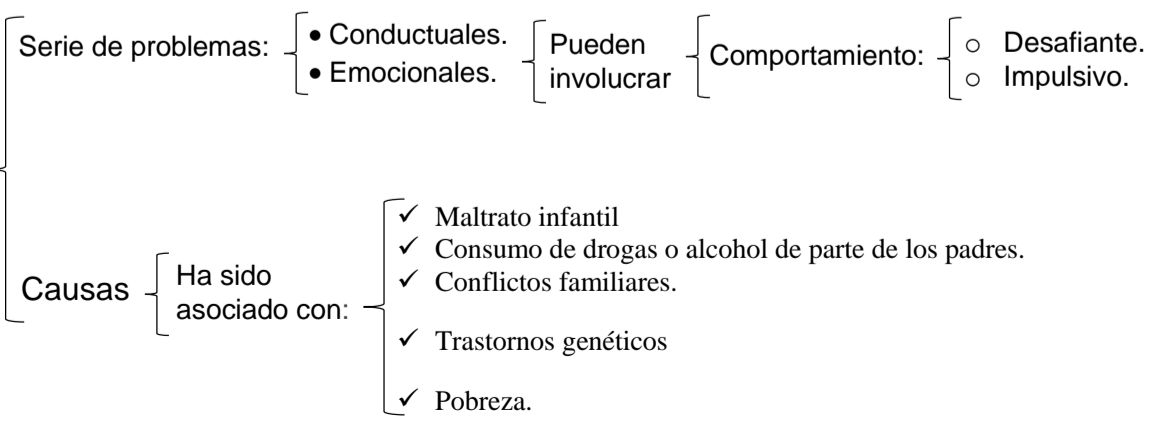 Serie de problemas:
• Conductuales.
• Emocionales.
Pueden
involucrar
Comportamiento:
o Desafiante.
o Impulsivo.
Causas
Ha sido
asociado con:
✓ Maltrato infantil
✓ Consumo de drogas o alcohol de parte de los padres.
✓ Conflictos familiares.
✓ Trastornos genéticos
✓ Pobreza.